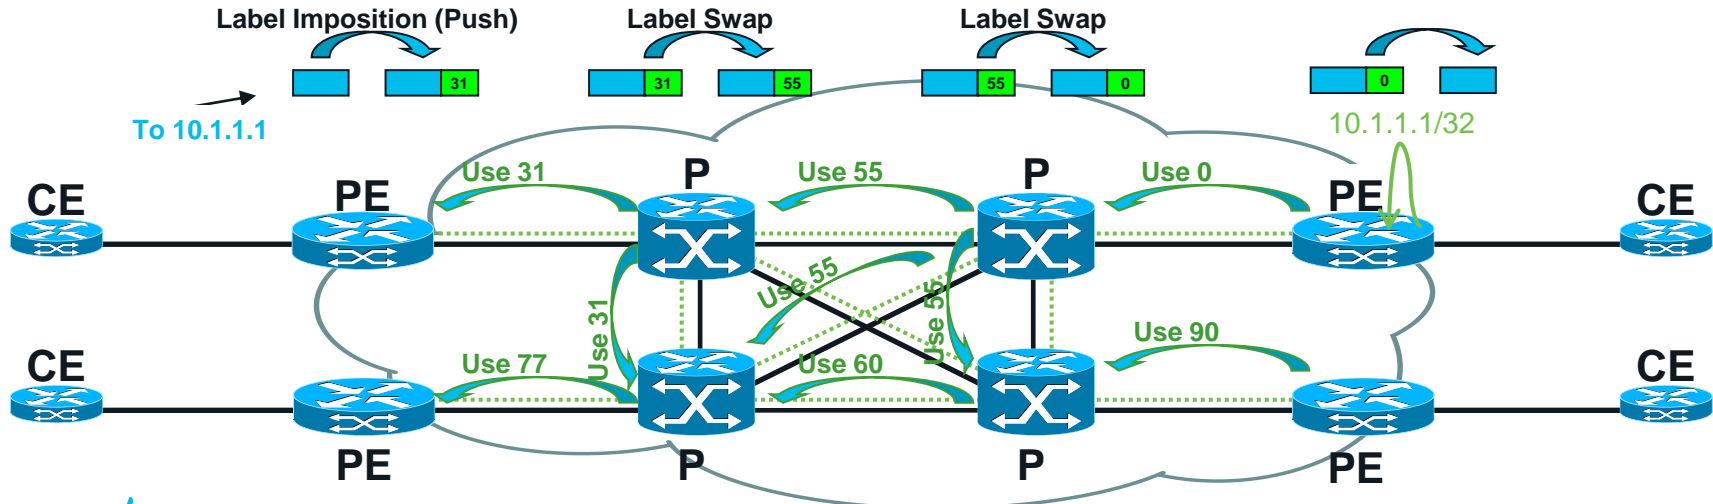 Label Imposition (Push)
Label Swap
Label Swap
31
31
55
55
0
0
To 10.1.1.1
10.1.1.1/32
Use 31
P
Use 55
P
Use 0
CE
PE
PE
CE
Use 55
Use 31
Use 55
CE
Use 77
Use 60
Use 90
CE
PE
P
P
PE